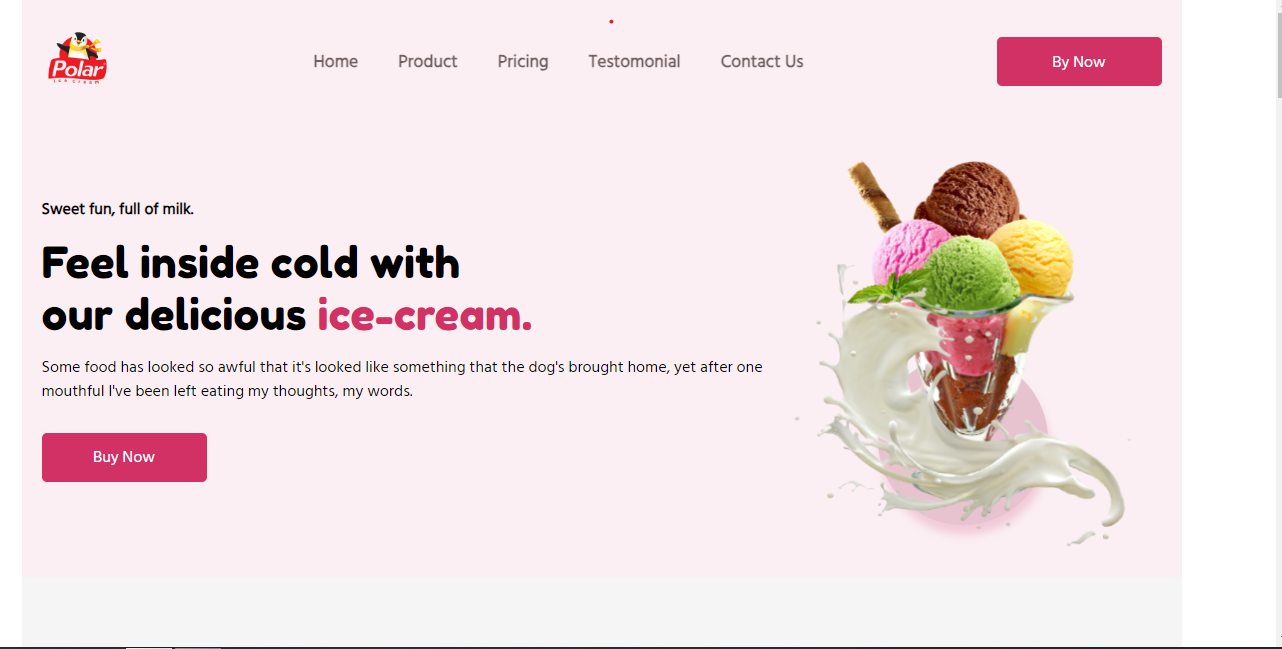 Polar
ice cream
Home Product Pricing Testomonial Contact Us By Now
Sweet fun, full of milk.
Feel inside cold with
our delicious ice-cream.
Some food has looked so awful that it's looked like something that the dog's brought home, yet after one
mouthful I've been left eating my thoughts, my words.
Buy Now